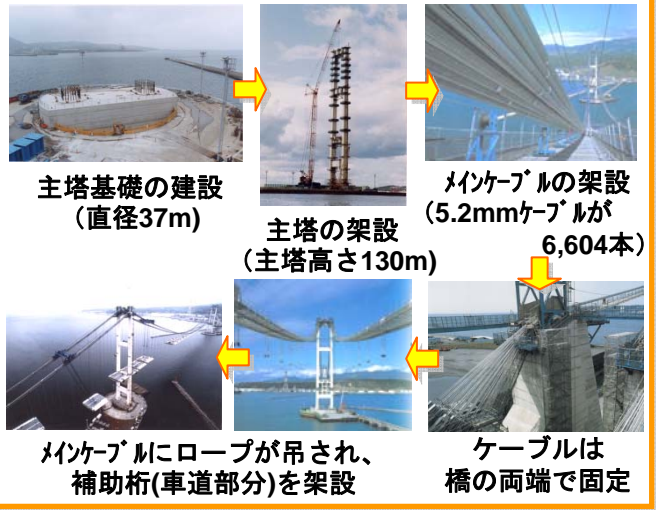 主塔基礎の建設
（直径37m)
主塔の架設
（主塔高さ130m)
ﾒｲﾝｹｰﾌﾞﾙの架設
（5.2mmｹｰﾌﾞﾙが
6,604本）
ケーブルは
橋の両端で固定
ﾒｲﾝｹｰﾌﾞﾙにロープが吊され、
補助桁(車道部分)を架設